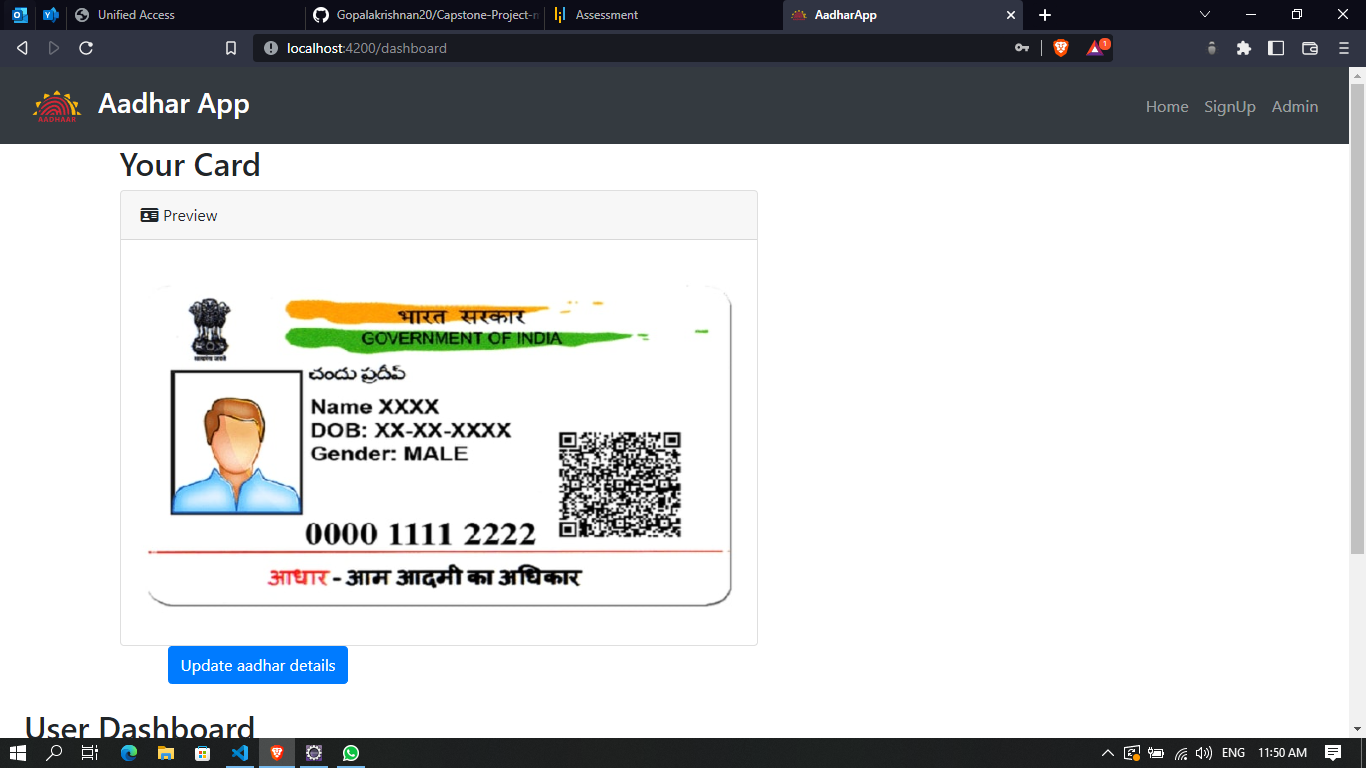 Unified Access
Gopalakrishnan20/Capstone-Project-m
Assessment
AadharApp
localhost:4200/dashboard
1
AADHAAR
Aadhar App
Home SignUp Admin
Your Card
Preview
भारत सरकार
GOVERNMENT OF INDIA
చందు ప్రదీప్
Name XXXX
DOB: XX-XX-XXXX
Gender: MALE
0000 1111 2222
आधार - आम आदमी का अधिकार
Update aadhar details
User Dashboard
ENG 11:50 AM